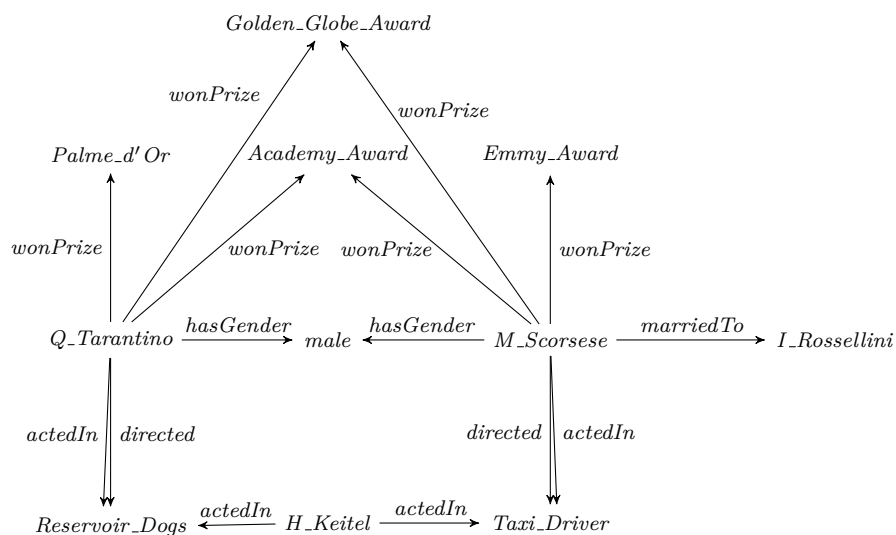 Golden_Globe_Award
wonPrize
wonPrize
Palme_d′Or
Academy_Award
Emmy_Award
wonPrize
wonPrize
wonPrize
wonPrize
Q_Tarantino
hasGender
male
hasGender
M_Scorsese
marriedTo
I_Rossellini
actedIn
directed
directed
actedIn
Reservoir_Dogs
actedIn
H_Keitel
actedIn
Taxi_Driver